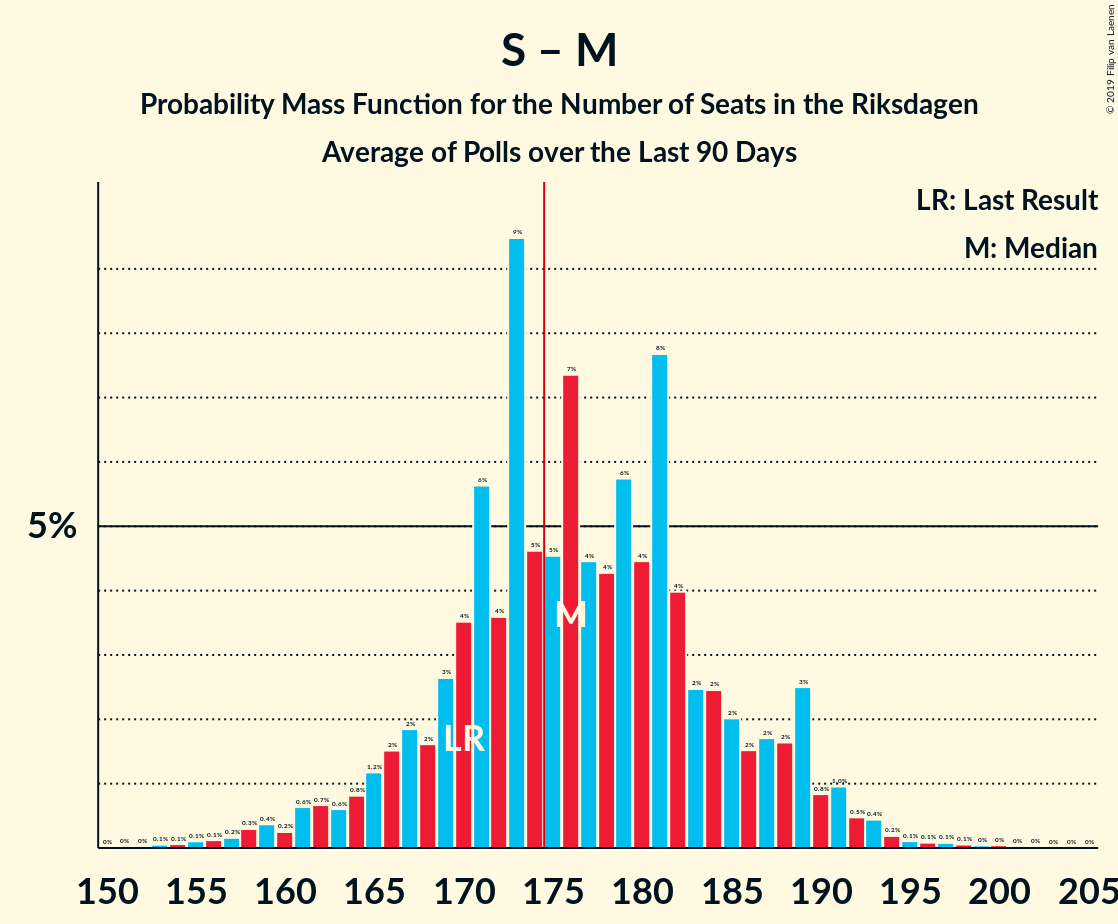 S – M
Probability Mass Function for the Number of Seats in the Riksdagen
Average of Polls over the Last 90 Days
© 2019 Filip van Laenen
LR: Last Result
M: Median
5%
0% 0% 0% 0.1% 0.1% 0.1% 0.1% 0.2% 0.3% 0.4% 0.2% 0.6% 0.7% 0.6% 0.8% 1.2% 2% 2% 2% 3% 4% 6% 4% 9% 5% 5% 7% 4% 4% 6% 4% 8% 4% 2% 2% 2% 2% 2% 2% 3% 0.8% 1.0% 0.5% 0.4% 0.2% 0.1% 0.1% 0.1% 0.1% 0% 0% 0% 0% 0% 0% 0%
M
LR
150 155 160 165 170 175 180 185 190 195 200 205